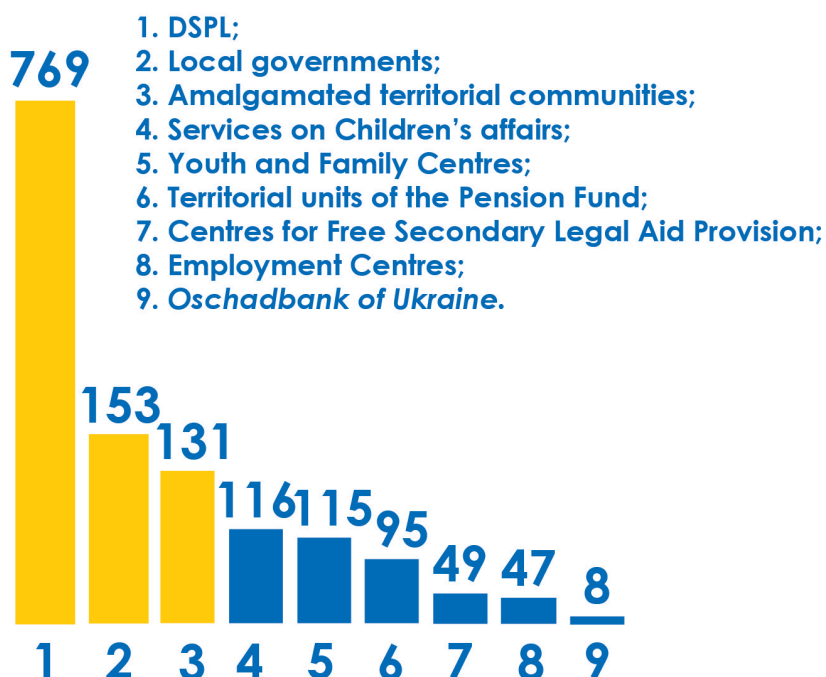 1. DSPL;
2. Local governments;
3. Amalgamated territorial communities;
4. Services on Children’s affairs;
5. Youth and Family Centres;
6. Territorial units of the Pension Fund;
7. Centres for Free Secondary Legal Aid Provision;
8. Employment Centres;
9. Oschadbank of Ukraine.
769
153
131
116
115
95
49
47
8
1 2 3 4 5 6 7 8 9